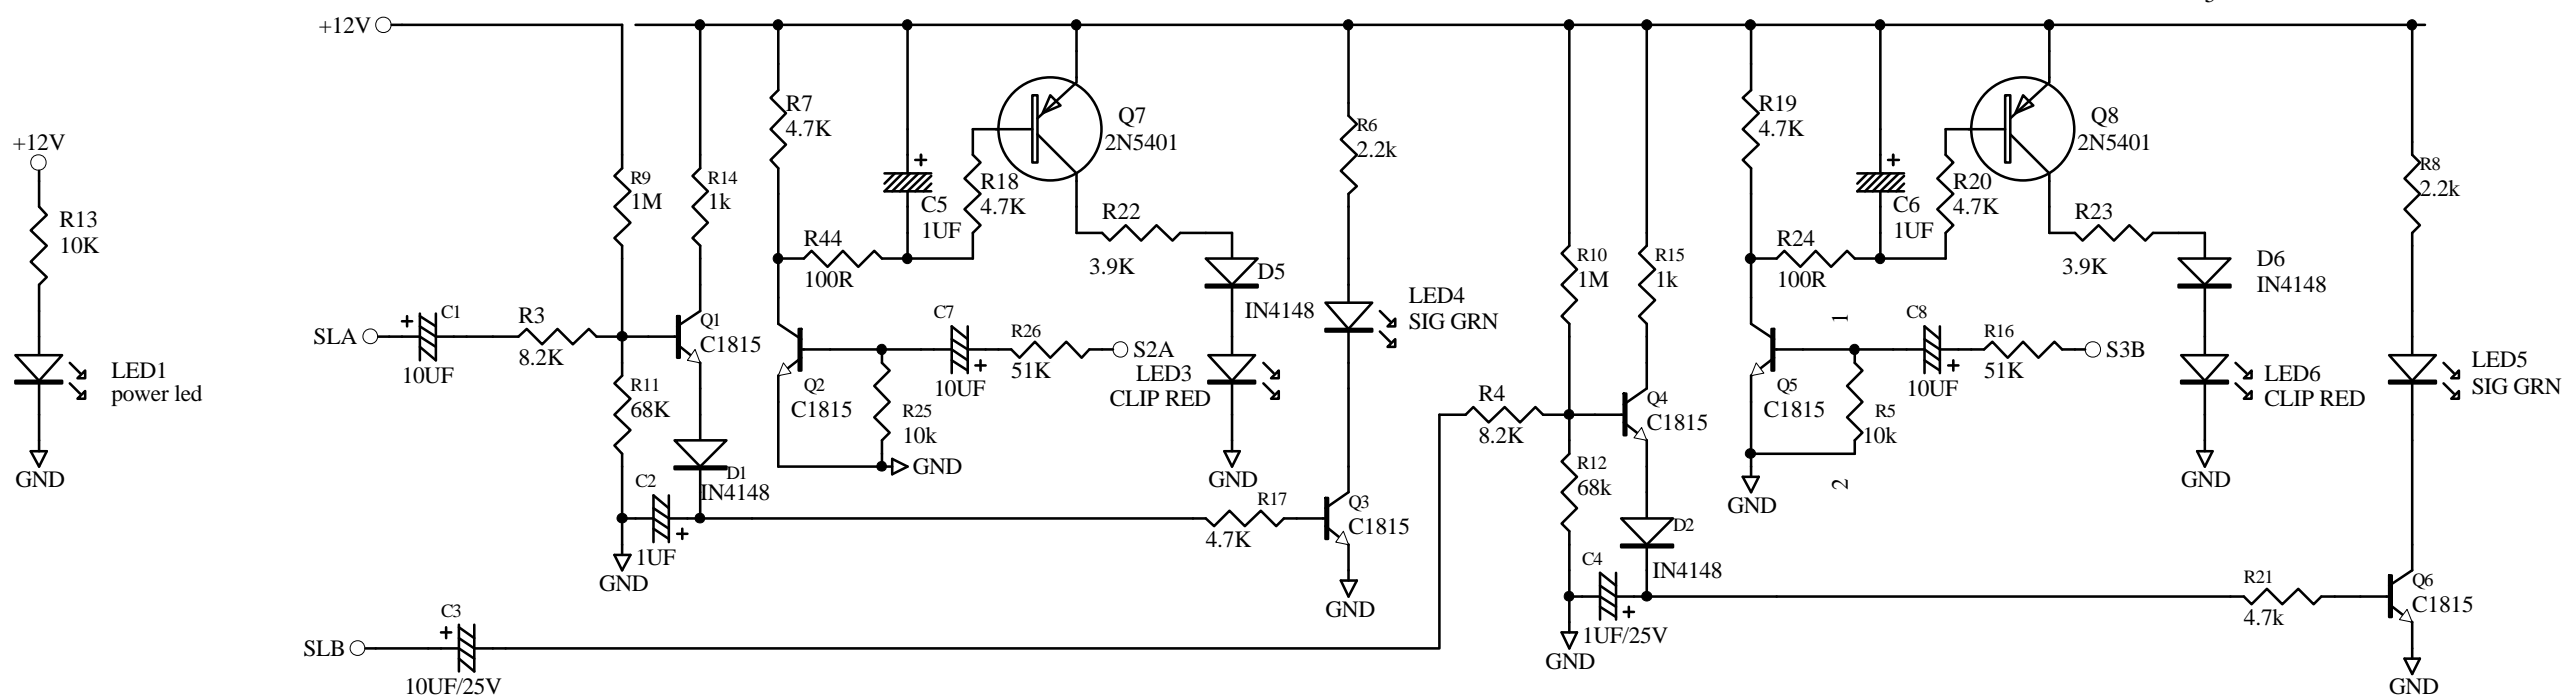 +12V
R13
10K
LED1
power led
GND
+12V
R9
1M
R14
1k
R7
4.7K
R44
100R
C5
1UF
R18
4.7K
Q7
2N5401
R22
3.9K
D5
IN4148
R6
2.2k
LED4
SIG GRN
SLA
C1
10UF
R3
8.2K
Q1
C1815
R11
68K
D1
IN4148
C2
1UF
GND
Q2
C1815
R25
10k
GND
C7
10UF
R26
51K
S2A
LED3
CLIP RED
GND
R17
4.7K
Q3
C1815
GND
SLB
C3
10UF/25V
R4
8.2K
R10
1M
R15
1k
Q4
C1815
R12
68k
D2
IN4148
C4
1UF/25V
GND
R19
4.7K
R24
100R
C6
1UF
R20
4.7K
Q8
2N5401
R23
3.9K
D6
IN4148
LED6
CLIP RED
GND
1
2
Q5
C1815
R5
10k
GND
C8
10UF
R16
51K
S3B
R8
2.2k
LED5
SIG GRN
R21
4.7k
Q6
C1815
GND